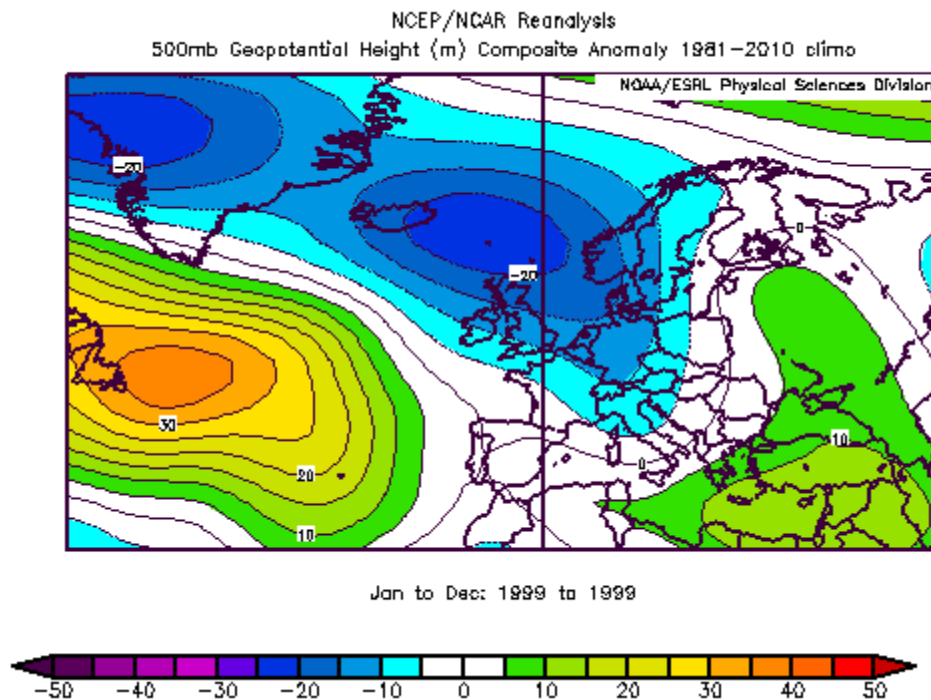 NCEP/NCAR Reanalysis
500mb Geopotential Height (m) Composite Anomaly 1981-2010 climo
NOAA/ESRL Physical Sciences Division
-20
0
-20
30
10
0
20
10
Jan to Dec: 1999 to 1999
-50 -40 -30 -20 -10 0 10 20 30 40 50